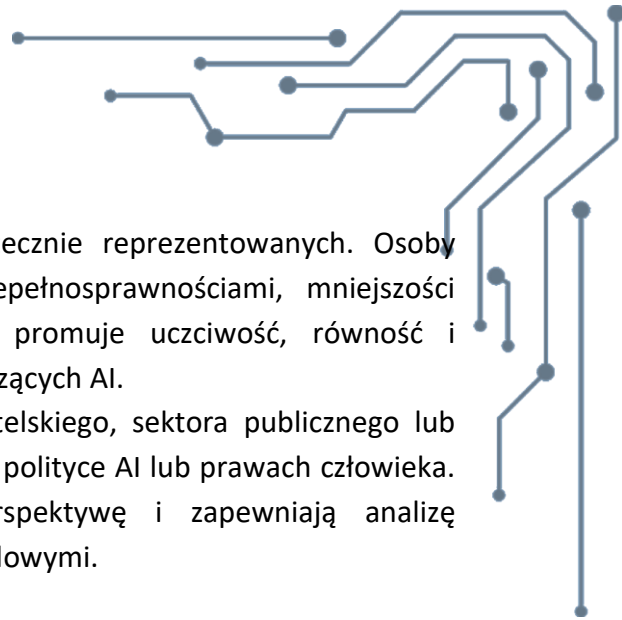 ecznie reprezentowanych. Osoby
epełnosprawnościami, mniejszości
promuje uczciwość, równość i
zących AI.
telskiego, sektora publicznego lub
polityce AI lub prawach człowieka.
rspektywę i zapewniają analizę
lowymi.